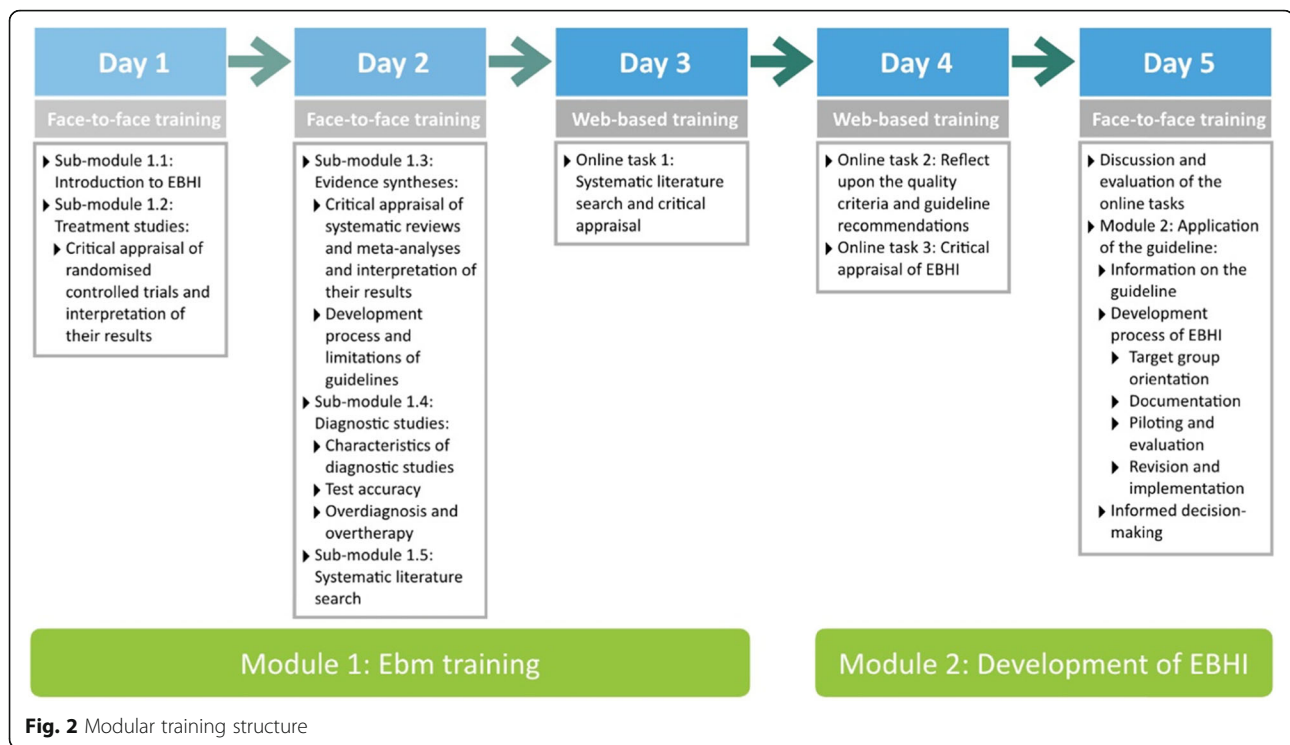 Day 1
Face-to-face training
Sub-module 1.1:
Introduction to EBHI
Sub-module 1.2:
Treatment studies:
Critical appraisal of
randomised
controlled trials and
interpretation of
their results
Day 2
Face-to-face training
Sub-module 1.3:
Evidence syntheses:
Critical appraisal of
systematic reviews
and meta-analyses
and interpretation of
their results
Development
process and
limitations of
guidelines
Sub-module 1.4:
Diagnostic studies:
Characteristics of
diagnostic studies
Test accuracy
Overdiagnosis and
overtherapy
Sub-module 1.5:
Systematic literature
search
Day 3
Web-based training
Online task 1:
Systematic literature
search and critical
appraisal
Day 4
Web-based training
Online task 2: Reflect
upon the quality
criteria and guideline
recommendations
Online task 3: Critical
appraisal of EBHI
Day 5
Face-to-face training
Discussion and
evaluation of the
online tasks
Module 2: Application
of the guideline:
Information on the
guideline
Development
process of EBHI
Target group
orientation
Documentation
Piloting and
evaluation
Revision and
implementation
Informed decision-
making
Module 1: Ebm training
Module 2: Development of EBHI
Fig. 2 Modular training structure